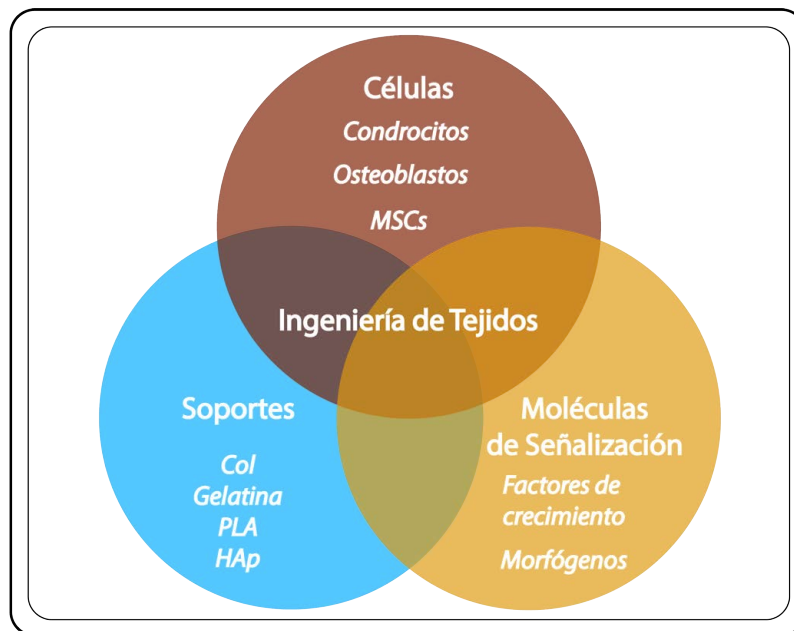 Células
Condrocitos
Osteoblastos
MSCs
Ingeniería de Tejidos
Soportes
Col
Gelatina
PLA
HAp
Moléculas
de Señalización
Factores de
crecimiento
Morfógenos